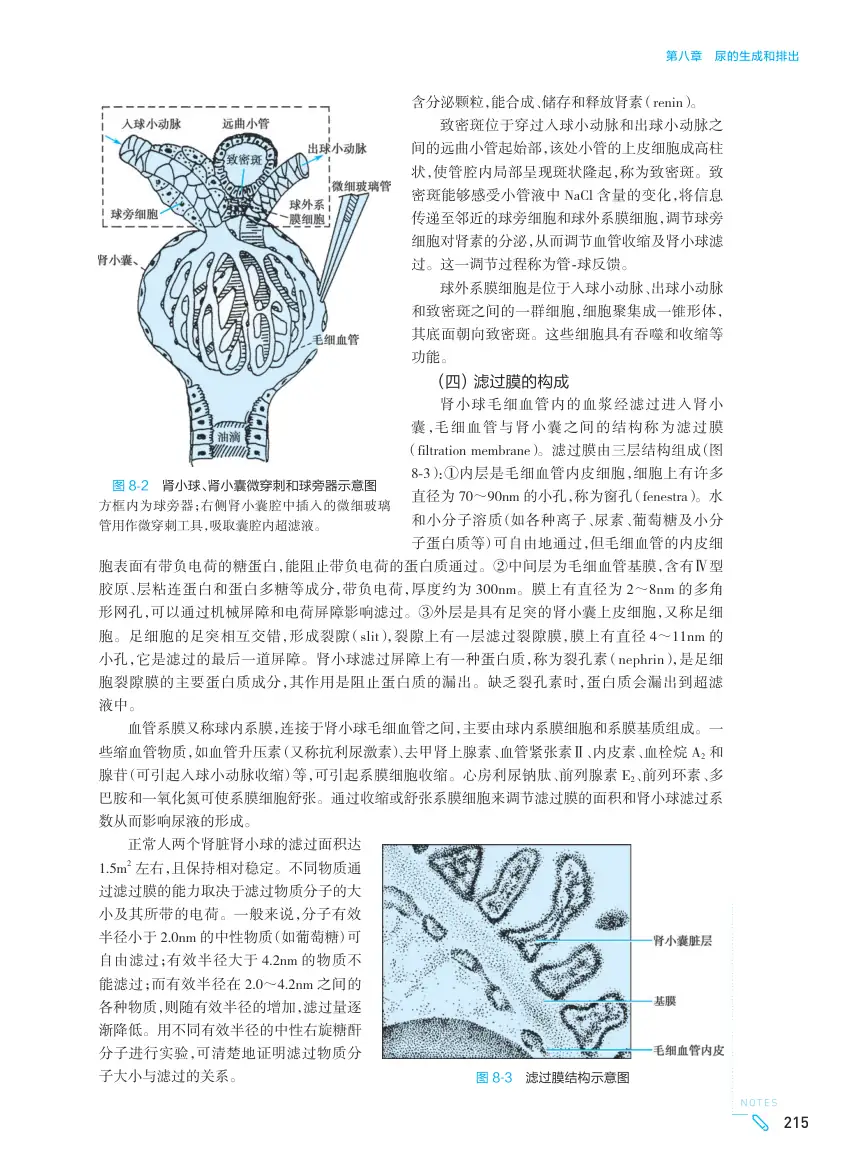 第八章 尿的生成和排出
入球小动脉
远曲小管
出球小动脉
致密斑
微细玻璃管
球外系
膜细胞
球旁细胞
肾小囊
毛细血管
油滴
图 8-2 肾小球、肾小囊微穿刺和球旁器示意图
方框内为球旁器;右侧肾小囊腔中插入的微细玻璃
管用作微穿刺工具,吸取囊腔内超滤液。
含分泌颗粒,能合成、储存和释放肾素(renin)。
致密斑位于穿过入球小动脉和出球小动脉之
间的远曲小管起始部,该处小管的上皮细胞成高柱
状,使管腔内局部呈现斑状隆起,称为致密斑。致
密斑能够感受小管液中 NaCl 含量的变化,将信息
传递至邻近的球旁细胞和球外系膜细胞,调节球旁
细胞对肾素的分泌,从而调节血管收缩及肾小球滤
过。这一调节过程称为管-球反馈。
球外系膜细胞是位于入球小动脉、出球小动脉
和致密斑之间的一群细胞,细胞聚集成一锥形体,
其底面朝向致密斑。这些细胞具有吞噬和收缩等
功能。
(四)滤过膜的构成
肾小球毛细血管内的血浆经滤过进入肾小
囊,毛细血管与肾小囊之间的结构称为滤过膜
(filtration membrane)。滤过膜由三层结构组成(图
8-3):①内层是毛细血管内皮细胞,细胞上有许多
直径为 70～90nm 的小孔,称为窗孔(fenestra)。水
和小分子溶质(如各种离子、尿素、葡萄糖及小分
子蛋白质等)可自由地通过,但毛细血管的内皮细
胞表面有带负电荷的糖蛋白,能阻止带负电荷的蛋白质通过。②中间层为毛细血管基膜,含有Ⅳ型
胶原、层粘连蛋白和蛋白多糖等成分,带负电荷,厚度约为 300nm。膜上有直径为 2～8nm 的多角
形网孔,可以通过机械屏障和电荷屏障影响滤过。③外层是具有足突的肾小囊上皮细胞,又称足细
胞。足细胞的足突相互交错,形成裂隙(slit),裂隙上有一层滤过裂隙膜,膜上有直径 4～11nm 的
小孔,它是滤过的最后一道屏障。肾小球滤过屏障上有一种蛋白质,称为裂孔素(nephrin),是足细
胞裂隙膜的主要蛋白质成分,其作用是阻止蛋白质的漏出。缺乏裂孔素时,蛋白质会漏出到超滤
液中。
血管系膜又称球内系膜,连接于肾小球毛细血管之间,主要由球内系膜细胞和系膜基质组成。一
些缩血管物质,如血管升压素(又称抗利尿激素)、去甲肾上腺素、血管紧张素Ⅱ、内皮素、血栓烷 A₂ 和
腺苷(可引起入球小动脉收缩)等,可引起系膜细胞收缩。心房利尿钠肽、前列腺素 E₂、前列环素、多
巴胺和一氧化氮可使系膜细胞舒张。通过收缩或舒张系膜细胞来调节滤过膜的面积和肾小球滤过系
数从而影响尿液的形成。
正常人两个肾脏肾小球的滤过面积达
1.5m² 左右,且保持相对稳定。不同物质通
过滤过膜的能力取决于滤过物质分子的大
小及其所带的电荷。一般来说,分子有效
半径小于 2.0nm 的中性物质(如葡萄糖)可
自由滤过;有效半径大于 4.2nm 的物质不
能滤过;而有效半径在 2.0～4.2nm 之间的
各种物质,则随有效半径的增加,滤过量逐
渐降低。用不同有效半径的中性右旋糖酐
分子进行实验,可清楚地证明滤过物质分
子大小与滤过的关系。
肾小囊脏层
基膜
毛细血管内皮
图 8-3 滤过膜结构示意图
NOTES
215